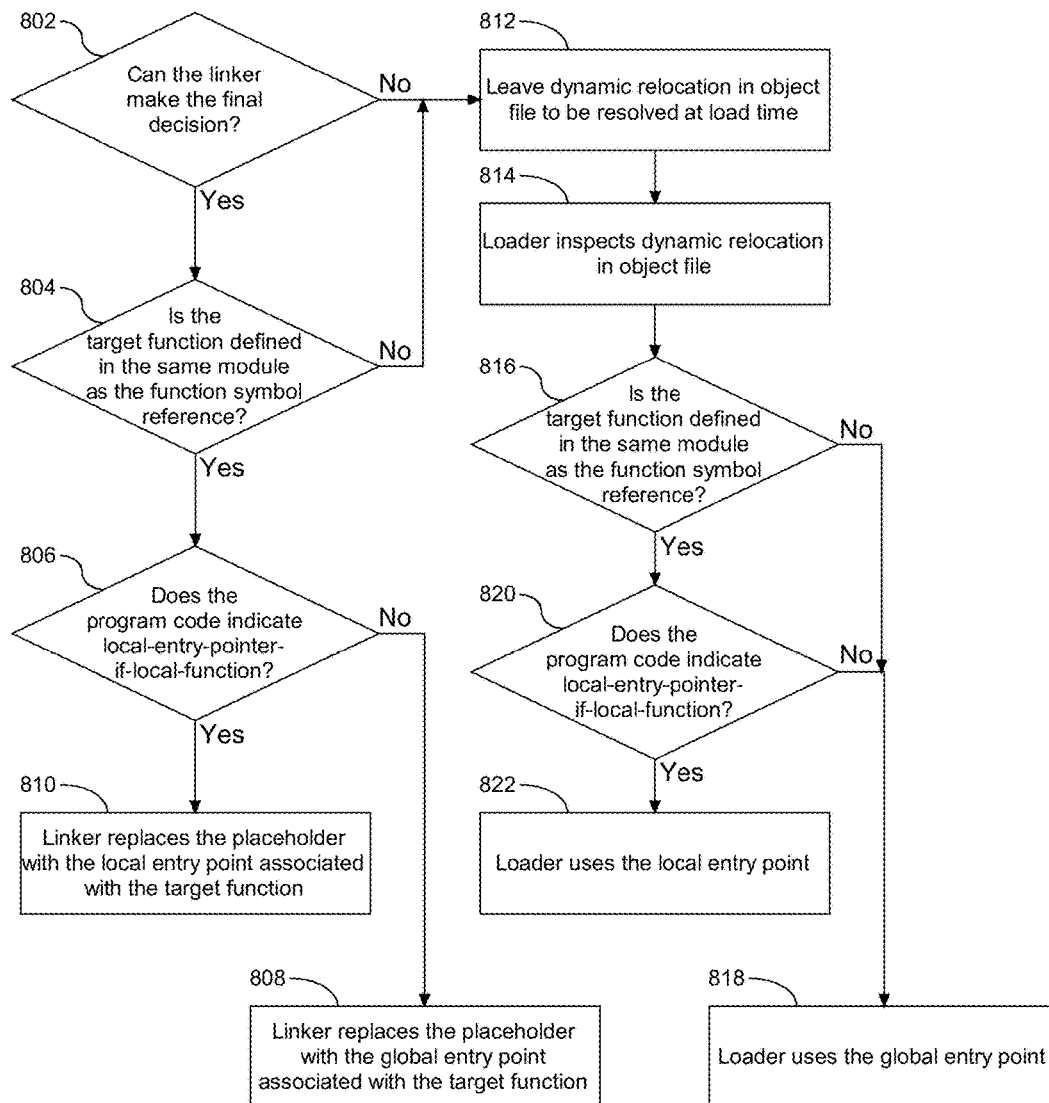 802
Can the linker
make the final
decision?
No
Yes
804
Is the
target function defined
in the same module
as the function symbol
reference?
No
Yes
806
Does the
program code indicate
local-entry-pointer-
if-local-function?
No
Yes
810
Linker replaces the placeholder
with the local entry point associated
with the target function
808
Linker replaces the placeholder
with the global entry point
associated with the target function
812
Leave dynamic relocation in object
file to be resolved at load time
814
Loader inspects dynamic relocation
in object file
816
Is the
target function defined
in the same module
as the function symbol
reference?
No
Yes
820
Does the
program code indicate
local-entry-pointer-
if-local-function?
No
Yes
822
Loader uses the local entry point
818
Loader uses the global entry point